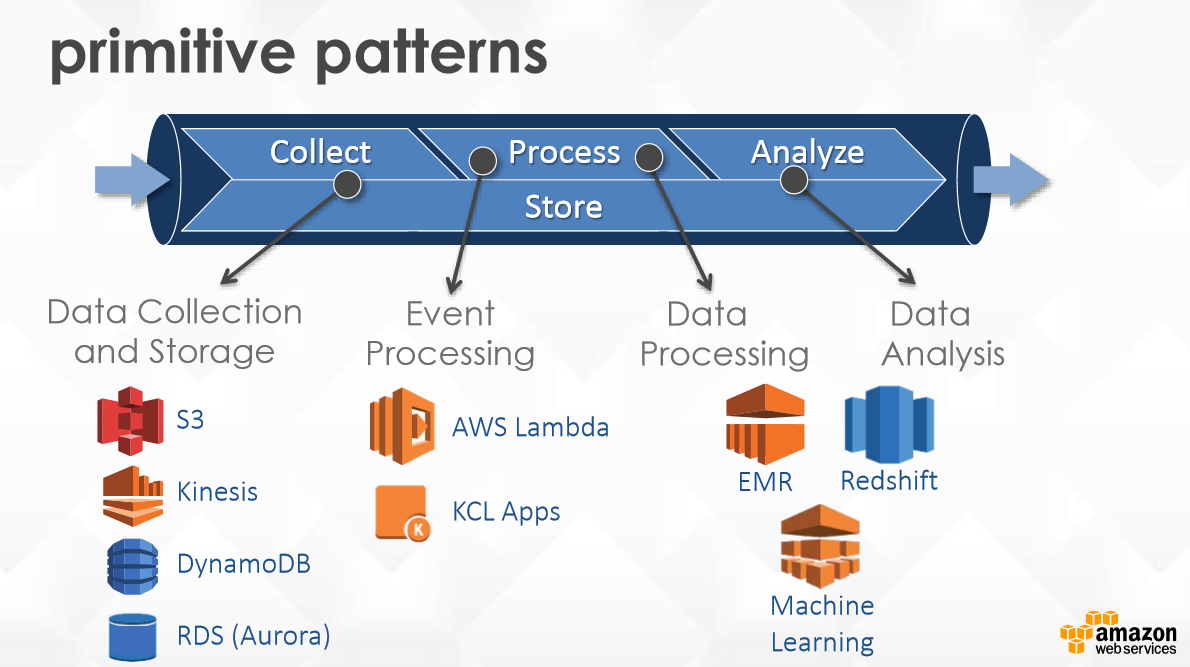 primitive patterns
Collect
Process
Analyze
Store
Data Collection
and Storage
Event
Processing
Data
Processing
Data
Analysis
S3
Kinesis
DynamoDB
RDS (Aurora)
AWS Lambda
KCL Apps
K
EMR
Redshift
Machine
Learning
amazon
web services